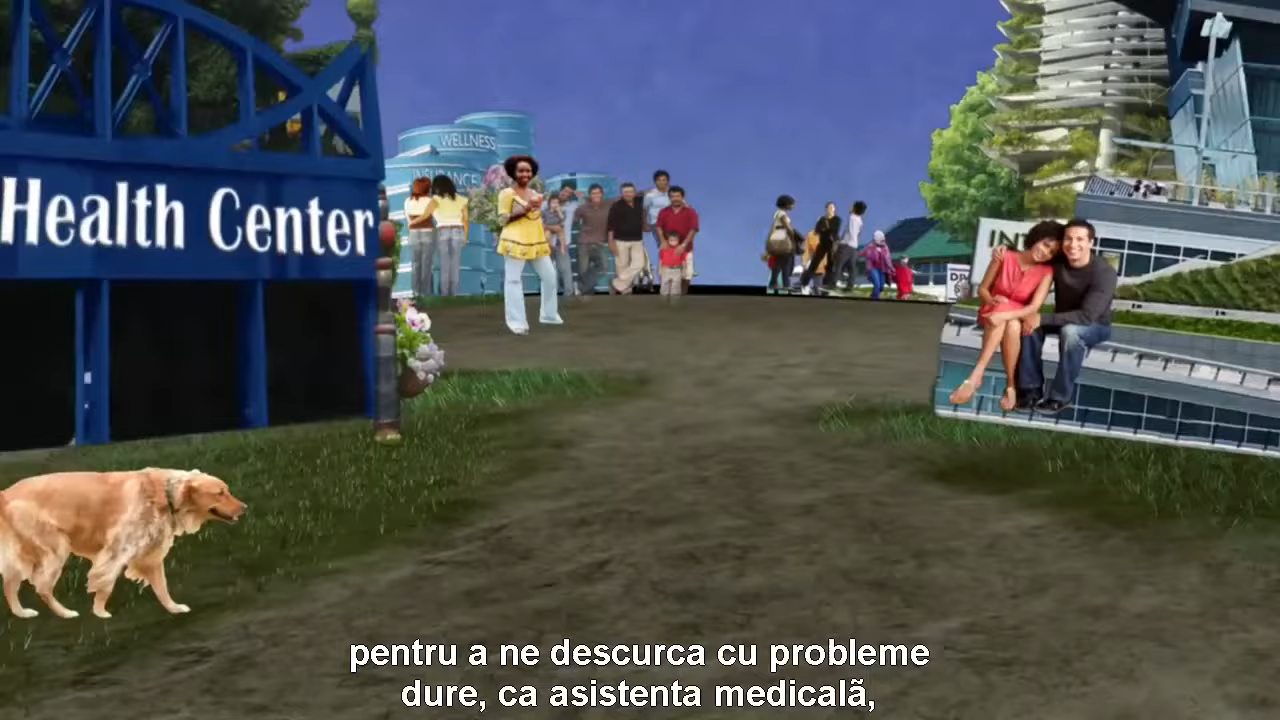 WELLNESS
INSURANCE
Health Center
pentru a ne descurca cu probleme
dure, ca asistenta medicalã,